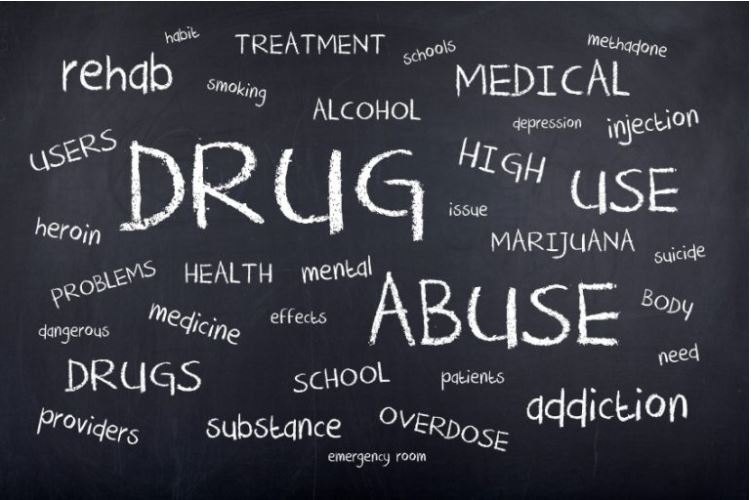 habit
TREATMENT
schools
methadone
rehab
smoking
MEDICAL
ALCOHOL
depression
injection
USERS
DRUG
HIGH
USE
issue
heroin
MARIJUANA
suicide
PROBLEMS
HEALTH
mental
ABUSE
BODY
dangerous
medicine
effects
need
DRUGS
SCHOOL
patients
addiction
providers
substance
OVERDOSE
emergency room